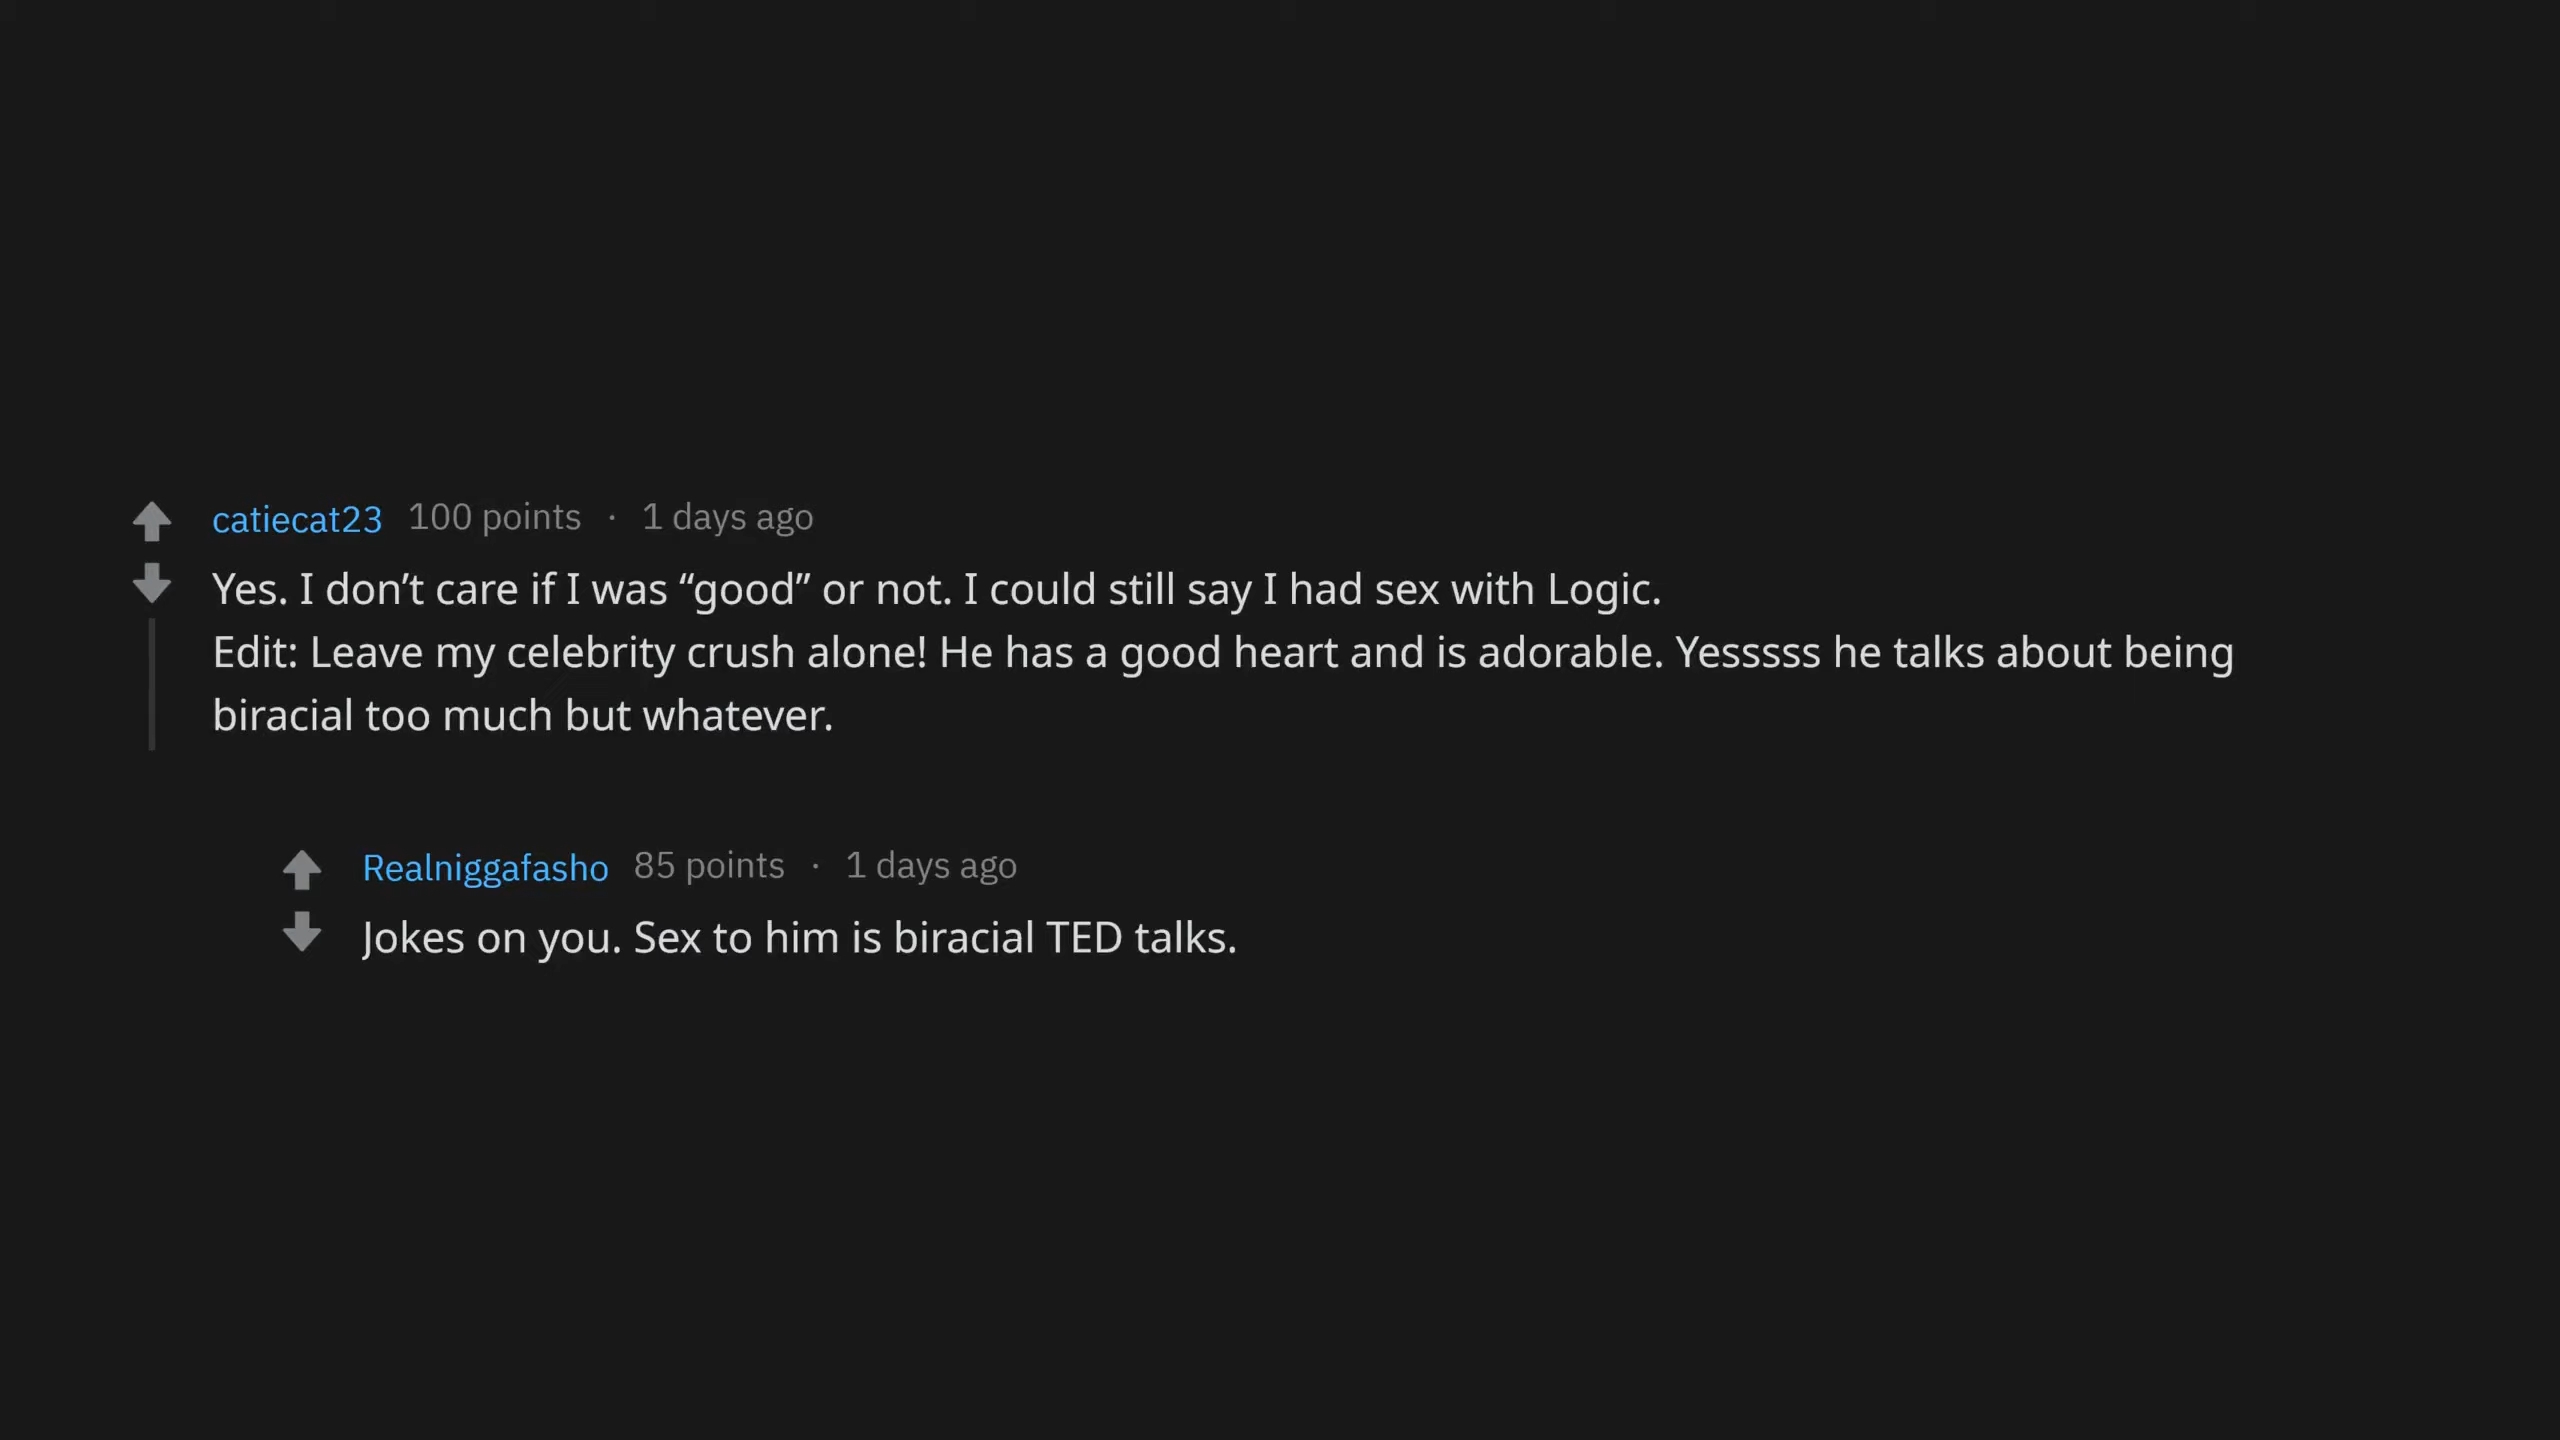 catiecat23 100 points · 1 days ago
Yes. I don’t care if I was “good” or not. I could still say I had sex with Logic.
Edit: Leave my celebrity crush alone! He has a good heart and is adorable. Yesssss he talks about being
biracial too much but whatever.
Realniggafasho 85 points · 1 days ago
Jokes on you. Sex to him is biracial TED talks.